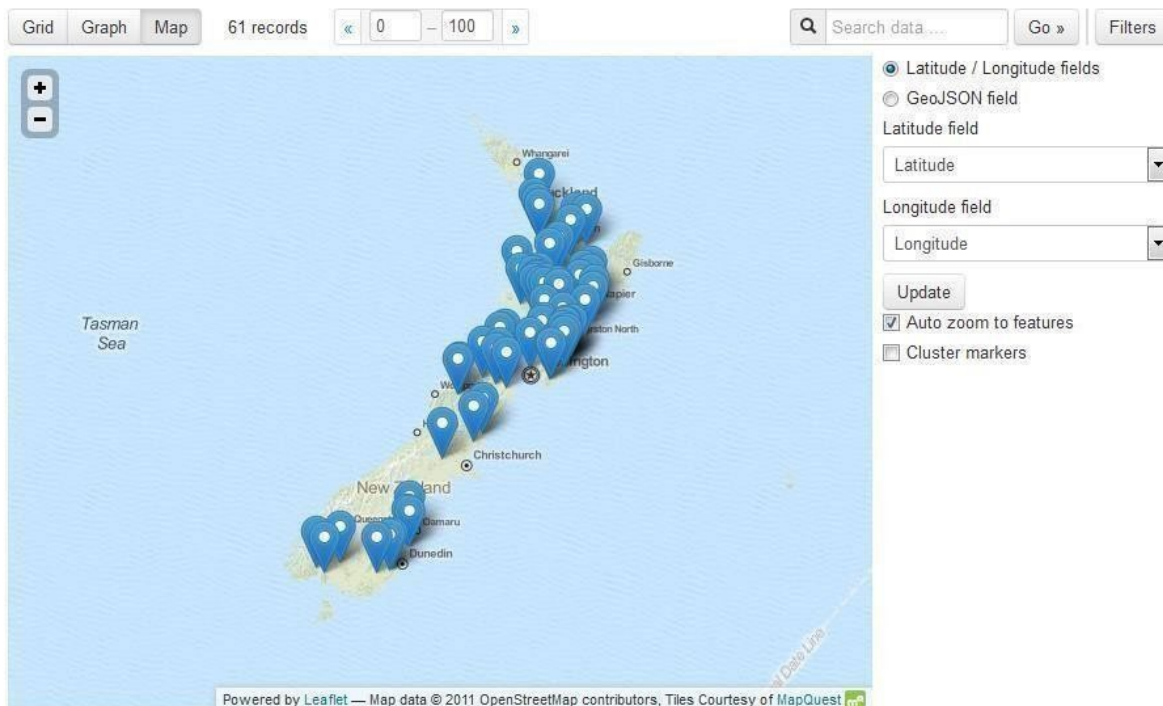 Grid Graph Map 61 records « 0 – 100 » Search data ... Go » Filters
Latitude / Longitude fields
GeoJSON field
Latitude field
Latitude
Longitude field
Longitude
Update
Auto zoom to features
Cluster markers
+
−
Whangarei
Gisborne
Tasman
Sea
Christchurch
Dunedin
Powered by Leaflet — Map data © 2011 OpenStreetMap contributors, Tiles Courtesy of MapQuest